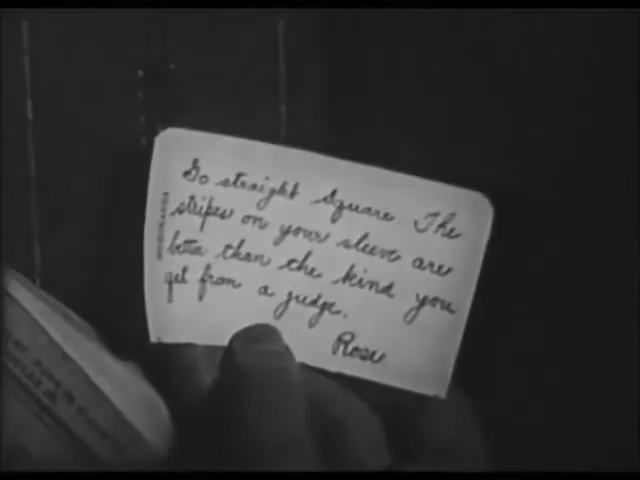 Go straight Square. The
stripes on your sleeve are
better than the kind you
get from a judge.
Rose